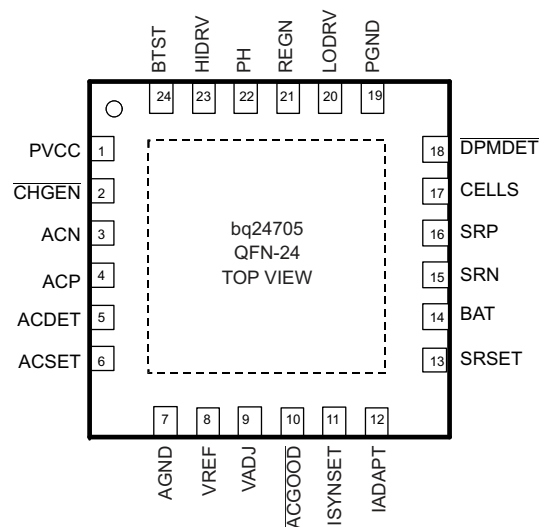 BTST
HIDRV
PH
REGN
LODRV
PGND
24
23
22
21
20
19
PVCC 1
CHGEN 2
ACN 3
ACP 4
ACDET 5
ACSET 6
bq24705
QFN-24
TOP VIEW
18 DPMDET
17 CELLS
16 SRP
15 SRN
14 BAT
13 SRSET
7
8
9
10
11
12
AGND
VREF
VADJ
ACGOOD
ISYNSET
IADAPT